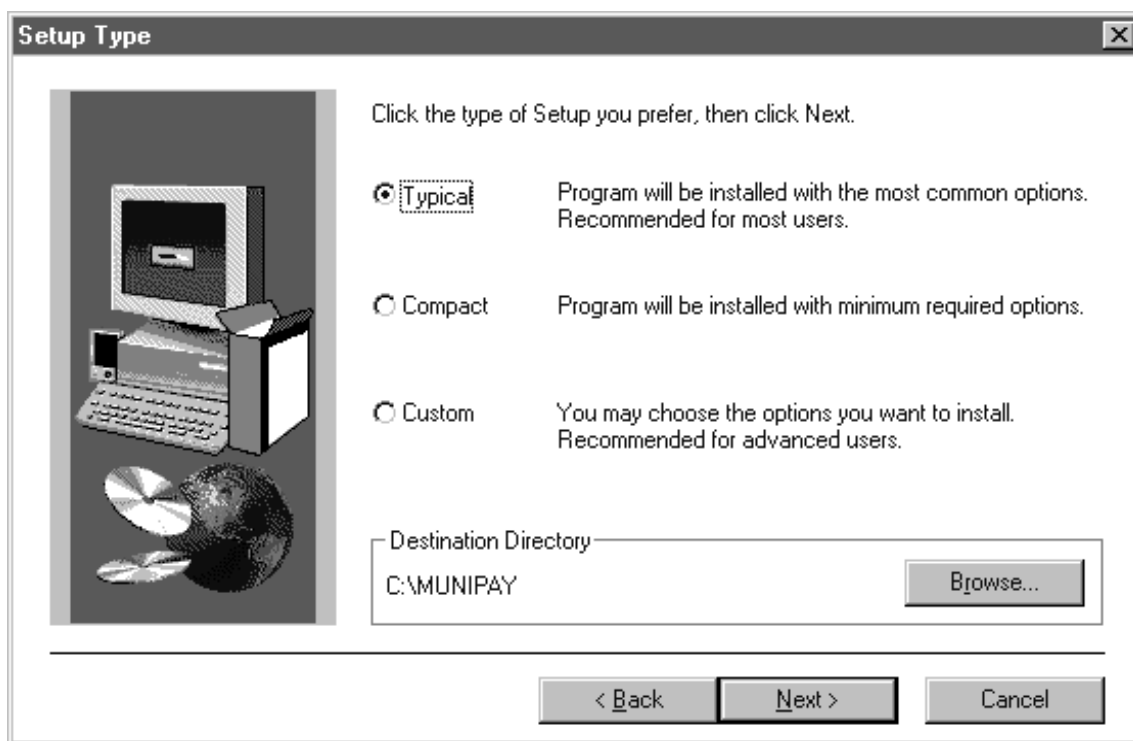 Setup Type
Click the type of Setup you prefer, then click Next.
Typical
Program will be installed with the most common options.
Recommended for most users.
Compact
Program will be installed with minimum required options.
Custom
You may choose the options you want to install.
Recommended for advanced users.
Destination Directory
C:\MUNIPAY
Browse...
< Back
Next >
Cancel